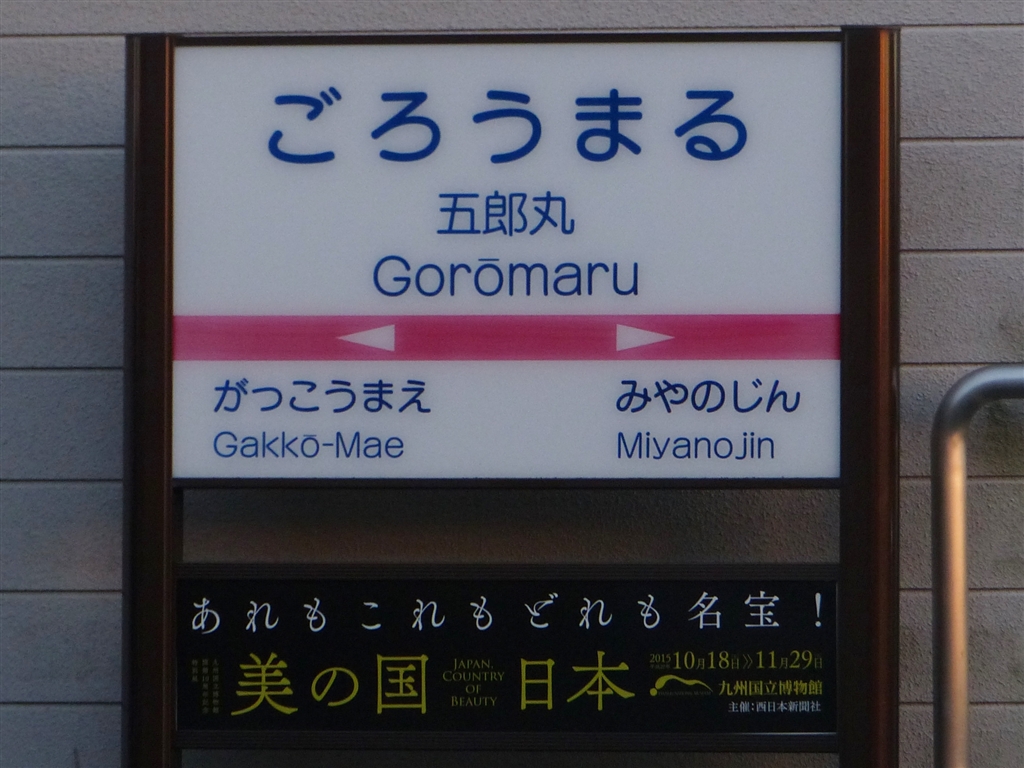 ごろうまる
五郎丸
Gorōmaru
がっこうまえ
みやのじん
Gakkō-Mae
Miyanojin
あれもこれもどれも名宝!
美の国
JAPAN,
COUNTRY
OF
BEAUTY
日本
2015 10月18日》11月29日
九州国立博物館
主催:西日本新聞社